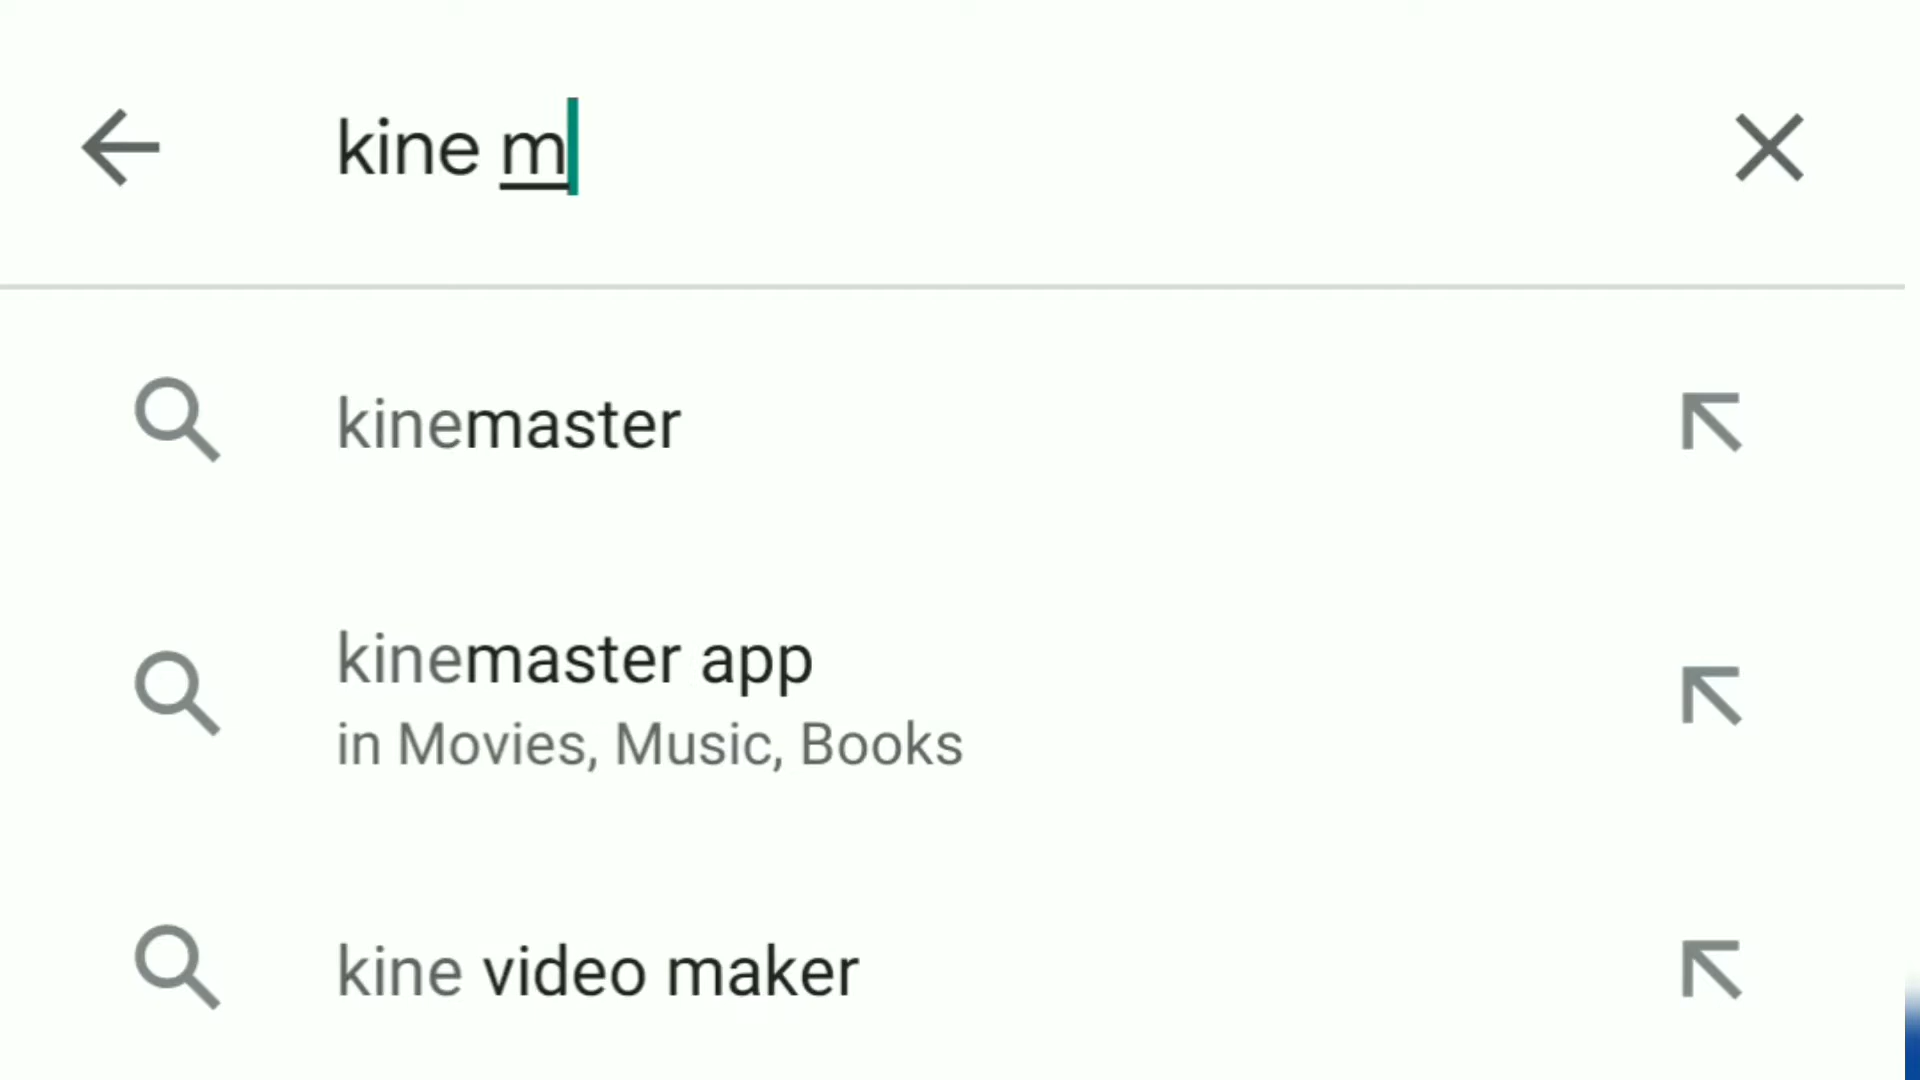 kine m
kinemaster
kinemaster app
in Movies, Music, Books
kine video maker